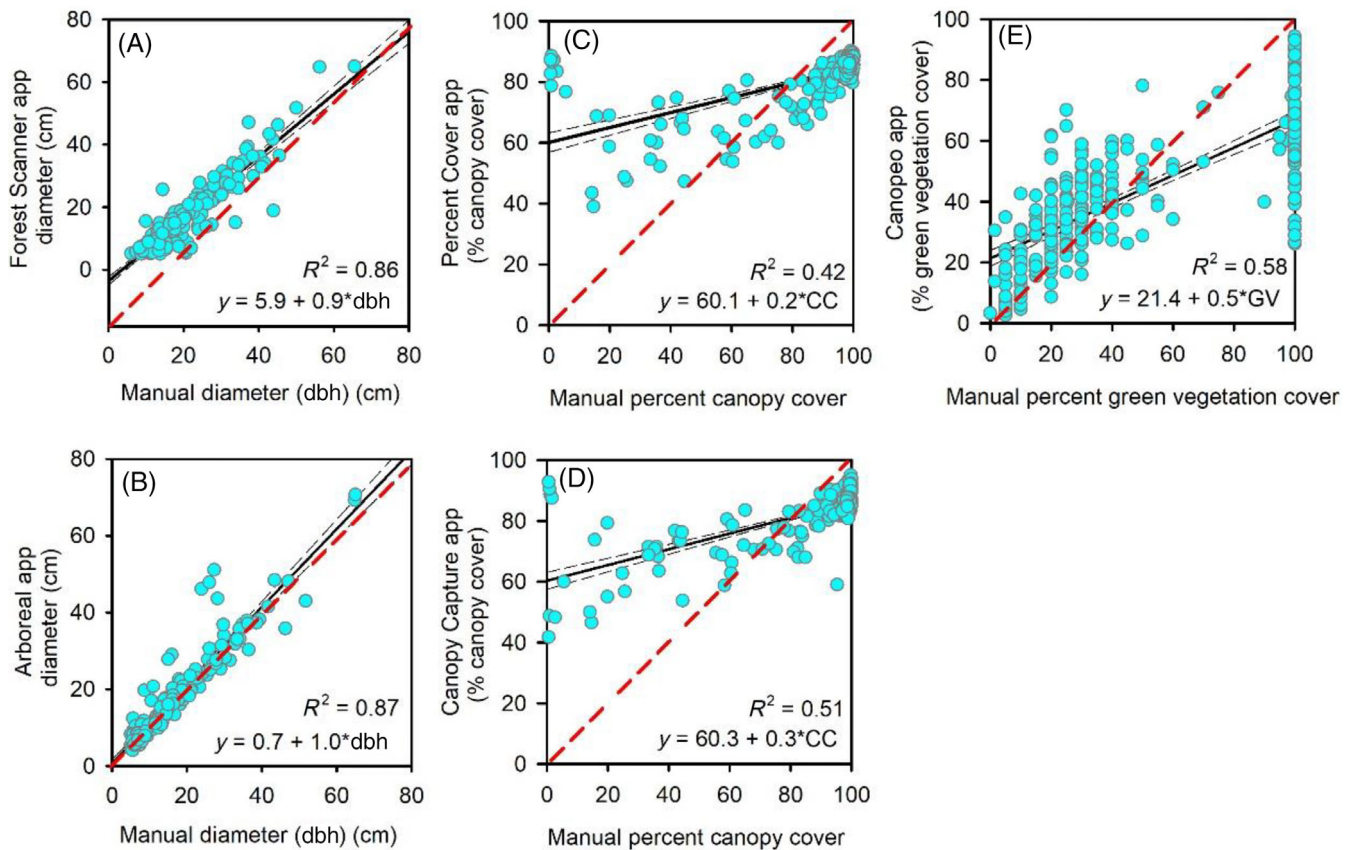 (A)
Forest Scanner app
diameter (cm)
80
60
40
20
0
R² = 0.86
y = 5.9 + 0.9*dbh
0 20 40 60 80
Manual diameter (dbh) (cm)
(C)
Percent Cover app
(% canopy cover)
100
80
60
40
20
0
R² = 0.42
y = 60.1 + 0.2*CC
0 20 40 60 80 100
Manual percent canopy cover
(E)
Canopeo app
(% green vegetation cover)
100
80
60
40
20
0
R² = 0.58
y = 21.4 + 0.5*GV
0 20 40 60 80 100
Manual percent green vegetation cover
(B)
Arboreal app
diameter (cm)
80
60
40
20
0
R² = 0.87
y = 0.7 + 1.0*dbh
0 20 40 60 80
Manual diameter (dbh) (cm)
(D)
Canopy Capture app
(% canopy cover)
100
80
60
40
20
0
R² = 0.51
y = 60.3 + 0.3*CC
0 20 40 60 80 100
Manual percent canopy cover